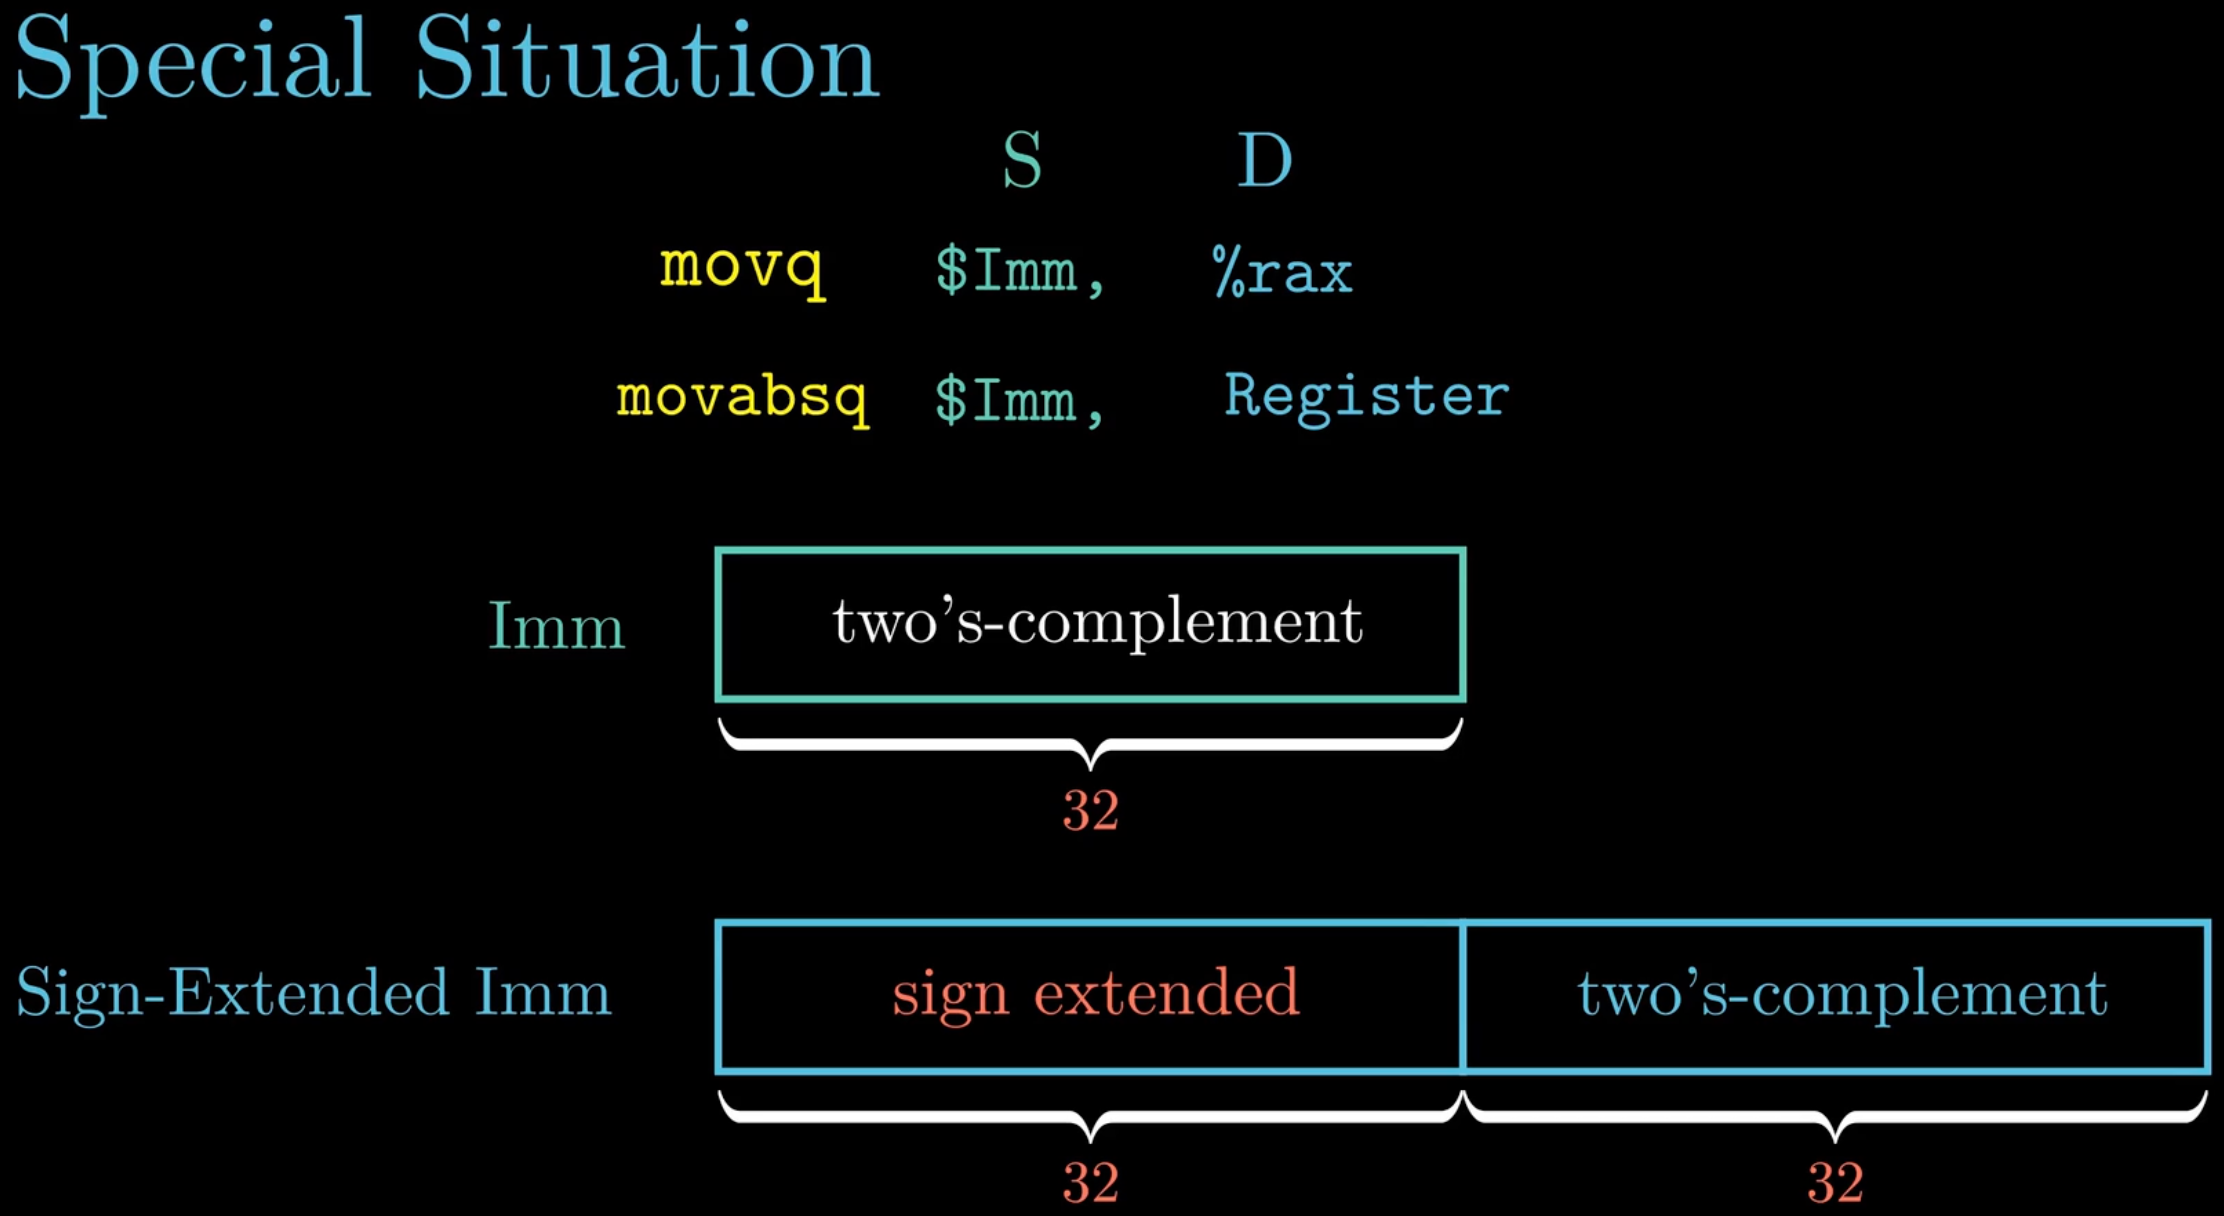 Special Situation
S D
movq $Imm, %rax
movabsq $Imm, Register
Imm two's-complement
32
Sign-Extended Imm sign extended two's-complement
32 32